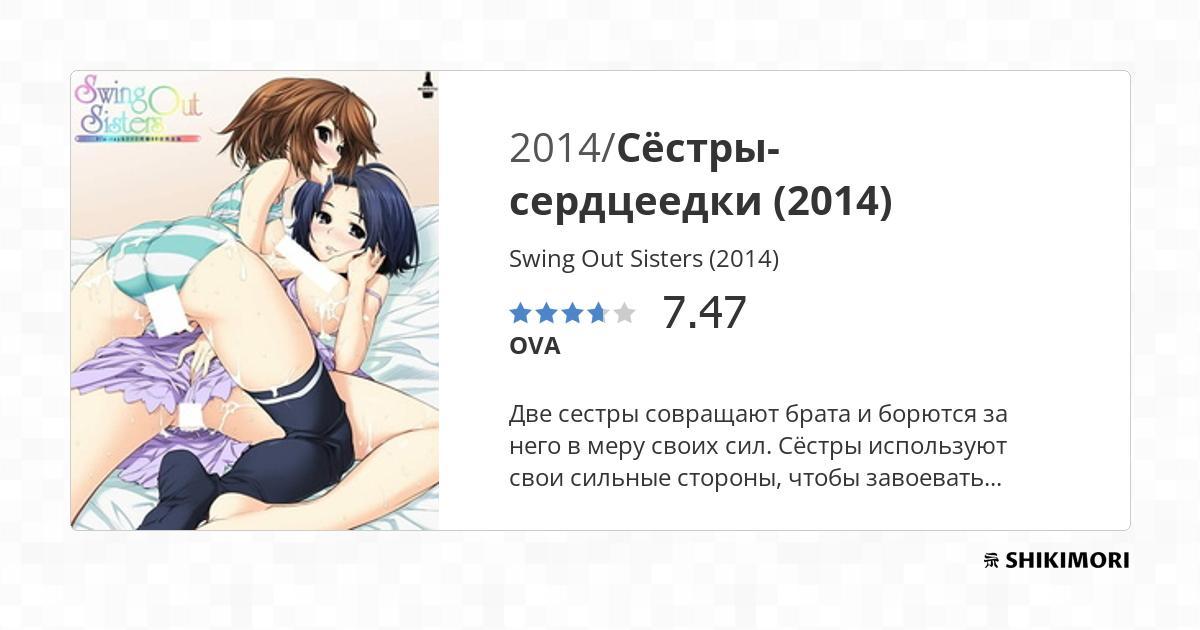 Swing Out
Sisters
2014/Сёстры-
сердцеедки (2014)
Swing Out Sisters (2014)
7.47
OVA
Две сестры совращают брата и борются за
него в меру своих сил. Сёстры используют
свои сильные стороны, чтобы завоевать...
SHIKIMORI